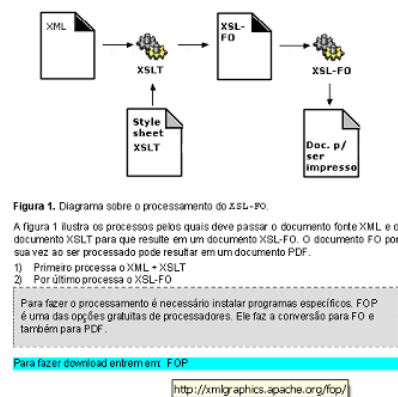 XML
XSLT
XSL-
FO
XSL-FO
Style
sheet
XSLT
Doc. p/
ser
impresso
Figura 1. Diagrama sobre o processamento do XSL-FO.
A figura 1 ilustra os processos pelos quais deve passar o documento fonte XML e o
documento XSLT para que resulte em um documento XSL-FO. O documento FO por
sua vez ao ser processado pode resultar em um documento PDF.
1) Primeiro processa o XML + XSLT
2) Por último processa o XSL-FO
Para fazer o processamento é necessário instalar programas específicos. FOP
é uma das opções gratuitas de processadores. Ele faz a conversão para FO e
também para PDF.
Para fazer download entrem em: FOP
http://xmlgraphics.apache.org/fop/